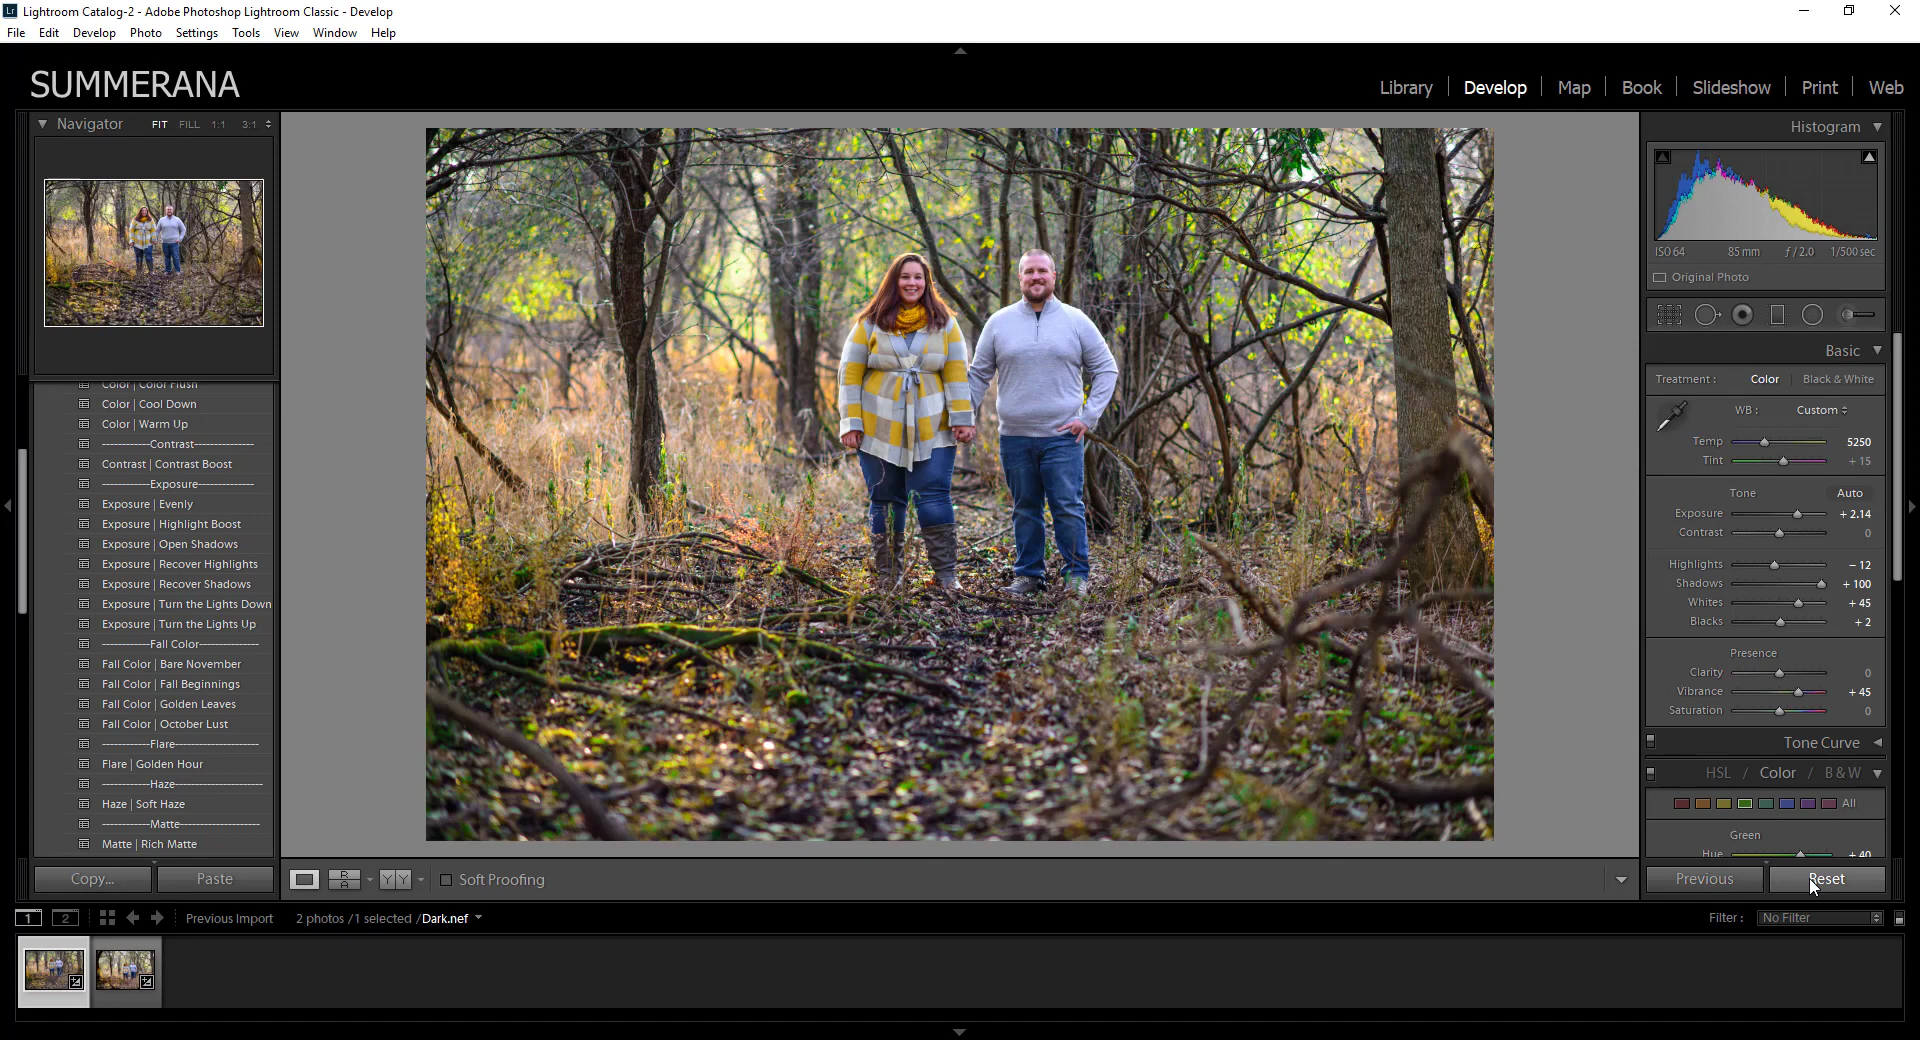 Lr Lightroom Catalog-2 - Adobe Photoshop Lightroom Classic - Develop
File Edit Develop Photo Settings Tools View Window Help
SUMMERANA
Library | Develop | Map | Book | Slideshow | Print | Web
Navigator FIT FILL 1:1 3:1
Color | Color Flush
Color | Cool Down
Color | Warm Up
------------Contrast---------------
Contrast | Contrast Boost
------------Exposure--------------
Exposure | Evenly
Exposure | Highlight Boost
Exposure | Open Shadows
Exposure | Recover Highlights
Exposure | Recover Shadows
Exposure | Turn the Lights Down
Exposure | Turn the Lights Up
------------Fall Color---------------
Fall Color | Bare November
Fall Color | Fall Beginnings
Fall Color | Golden Leaves
Fall Color | October Lust
------------Flare---------------------
Flare | Golden Hour
------------Haze----------------------
Haze | Soft Haze
------------Matte--------------------
Matte | Rich Matte
Copy... Paste
Histogram
ISO 64 85 mm ƒ / 2.0 1/500 sec
Original Photo
Basic
Treatment : Color | Black & White
WB : Custom
Temp 5250
Tint + 15
Tone Auto
Exposure + 2.14
Contrast 0
Highlights – 12
Shadows + 100
Whites + 45
Blacks + 2
Presence
Clarity 0
Vibrance + 45
Saturation 0
Tone Curve
HSL / Color / B & W
All
Green
Hue + 40
Previous Reset
R A Y Y Soft Proofing
1 2 Previous Import 2 photos / 1 selected / Dark.nef Filter : No Filter